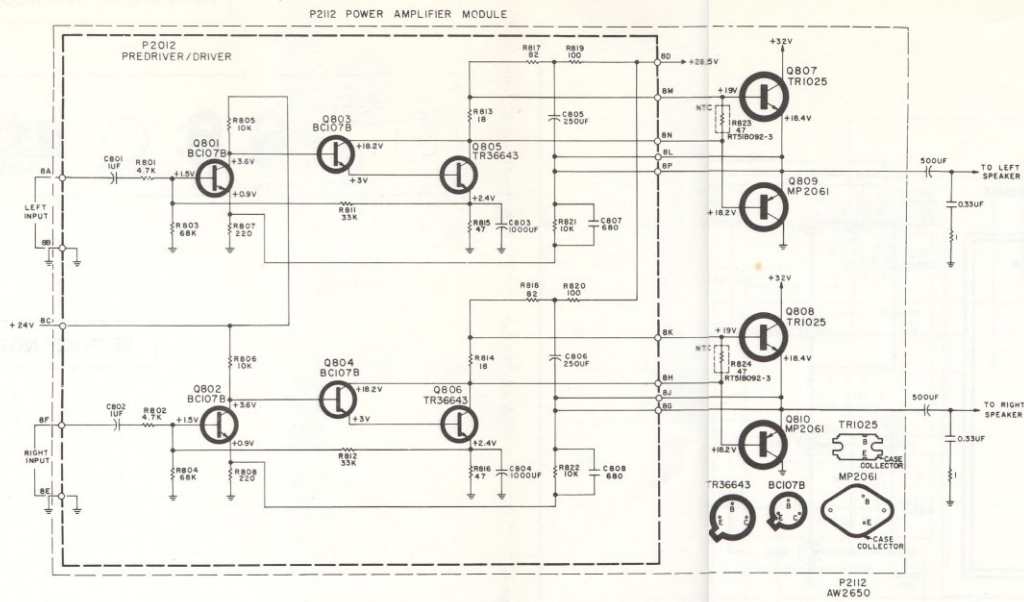 P2112 POWER AMPLIFIER MODULE
P2012
PREDRIVER/DRIVER
R817
82
R819
100
8D
+28.5V
+32V
Q807
TR1025
+19V
8M
NTC
R823
47
RT51B092-3
+18.4V
R805
10K
Q803
BC107B
+18.2V
+3V
R813
18
C805
250UF
8N
8L
8P
Q801
BC107B
+3.6V
Q805
TR36643
C801
1UF
R801
4.7K
8A
+1.5V
+0.9V
+2.4V
R811
33K
LEFT
INPUT
R803
68K
R807
220
R815
47
C803
1000UF
R821
10K
C807
680
8B
Q809
MP2061
+18.2V
500UF
TO LEFT
SPEAKER
0.33UF
1
R818
82
R820
100
+32V
+24V
8C1
Q808
TR1025
8K
+19V
NTC
R824
47
RT51B092-3
+18.4V
R806
10K
Q804
BC107B
+18.2V
+3V
R814
18
C806
250UF
8H
8J
8G
Q802
BC107B
+3.6V
Q806
TR36643
C802
1UF
R802
4.7K
8F
+1.5V
+0.9V
+2.4V
R812
33K
RIGHT
INPUT
R804
68K
R808
220
R816
47
C804
1000UF
R822
10K
C808
680
8E
Q810
MP2061
+18.2V
500UF
TO RIGHT
SPEAKER
0.33UF
1
TR1025
B
E
CASE
COLLECTOR
TR36643
B
E
C
BC107B
B
E
C
MP2061
B
E
CASE
COLLECTOR
P2112
AW2650